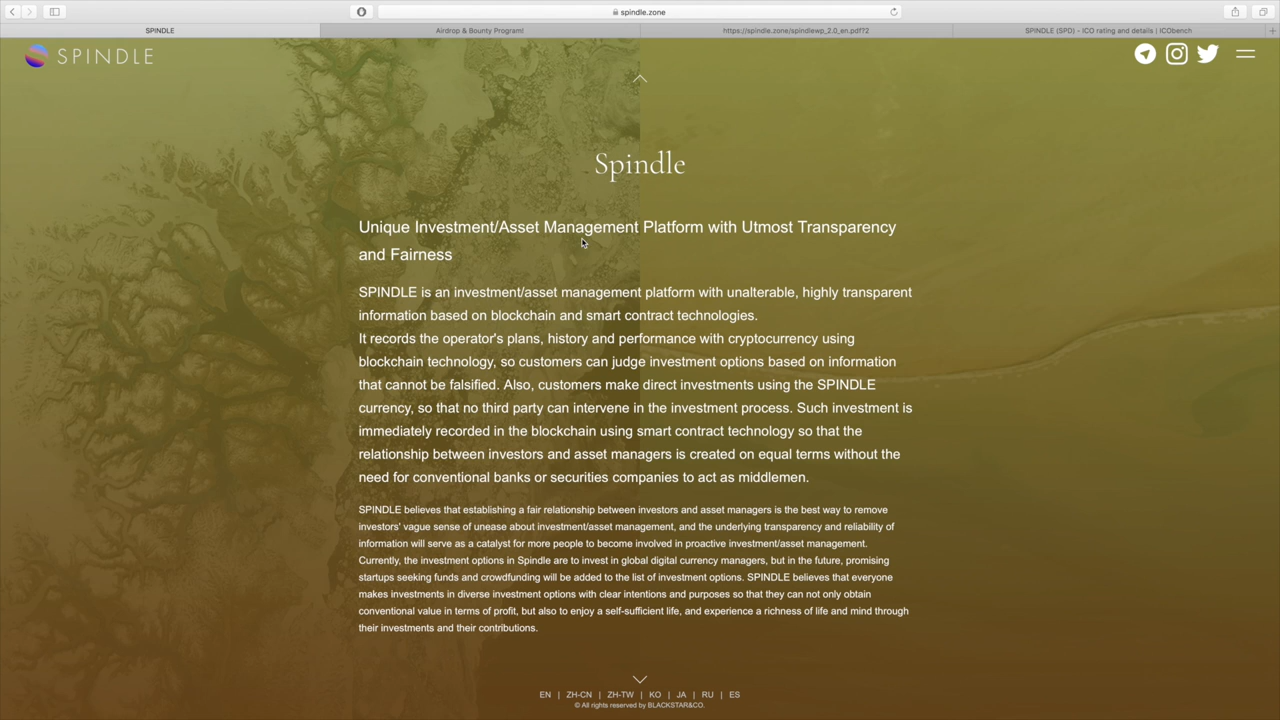 spindle.zone
SPINDLE
Airdrop & Bounty Program!
https://spindle.zone/spindlewp_2.0_en.pdf?2
SPINDLE (SPD) - ICO rating and details | ICObench
SPINDLE
Spindle
Unique Investment/Asset Management Platform with Utmost Transparency
and Fairness
SPINDLE is an investment/asset management platform with unalterable, highly transparent
information based on blockchain and smart contract technologies.
It records the operator's plans, history and performance with cryptocurrency using
blockchain technology, so customers can judge investment options based on information
that cannot be falsified. Also, customers make direct investments using the SPINDLE
currency, so that no third party can intervene in the investment process. Such investment is
immediately recorded in the blockchain using smart contract technology so that the
relationship between investors and asset managers is created on equal terms without the
need for conventional banks or securities companies to act as middlemen.
SPINDLE believes that establishing a fair relationship between investors and asset managers is the best way to remove
investors' vague sense of unease about investment/asset management, and the underlying transparency and reliability of
information will serve as a catalyst for more people to become involved in proactive investment/asset management.
Currently, the investment options in Spindle are to invest in global digital currency managers, but in the future, promising
startups seeking funds and crowdfunding will be added to the list of investment options. SPINDLE believes that everyone
makes investments in diverse investment options with clear intentions and purposes so that they can not only obtain
conventional value in terms of profit, but also to enjoy a self-sufficient life, and experience a richness of life and mind through
their investments and their contributions.
EN | ZH-CN | ZH-TW | KO | JA | RU | ES
© All rights reserved by BLACKSTAR&CO.